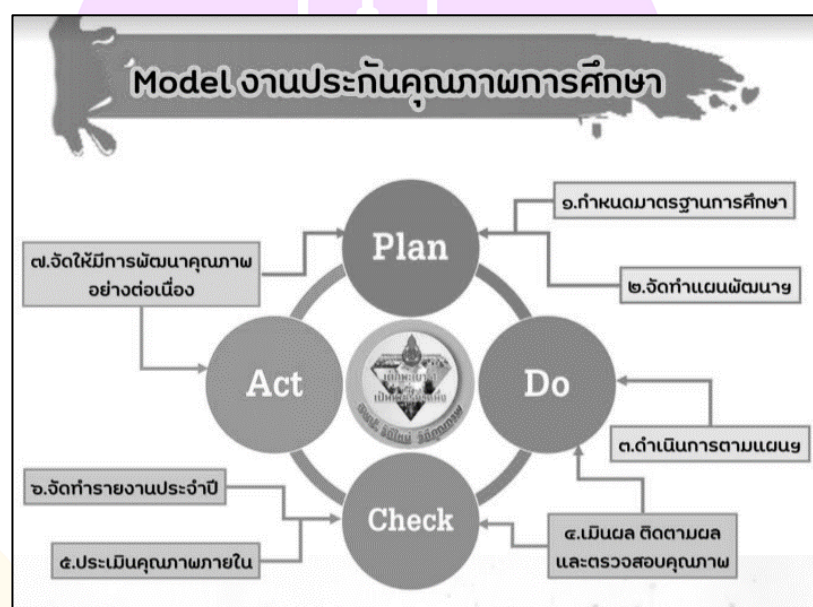 Model งานประกันคุณภาพการศึกษา
Plan
๑.กำหนดมาตรฐานการศึกษา
๒.จัดทำแผนพัฒนาฯ
Do
๓.ดำเนินการตามแผนฯ
๔.เมินผล ติดตามผล
และตรวจสอบคุณภาพ
Check
๕.ประเมินคุณภาพภายใน
๖.จัดทำรายงานประจำปี
Act
๗.จัดให้มีการพัฒนาคุณภาพ
อย่างต่อเนื่อง